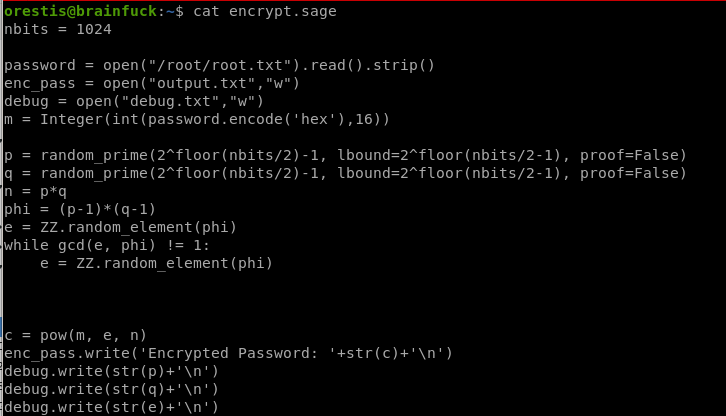 orestis@brainfuck:~$ cat encrypt.sage
nbits = 1024
password = open("/root/root.txt").read().strip()
enc_pass = open("output.txt","w")
debug = open("debug.txt","w")
m = Integer(int(password.encode('hex'),16))
p = random_prime(2^floor(nbits/2)-1, lbound=2^floor(nbits/2-1), proof=False)
q = random_prime(2^floor(nbits/2)-1, lbound=2^floor(nbits/2-1), proof=False)
n = p*q
phi = (p-1)*(q-1)
e = ZZ.random_element(phi)
while gcd(e, phi) != 1:
    e = ZZ.random_element(phi)
c = pow(m, e, n)
enc_pass.write('Encrypted Password: '+str(c)+'\n')
debug.write(str(p)+'\n')
debug.write(str(q)+'\n')
debug.write(str(e)+'\n')